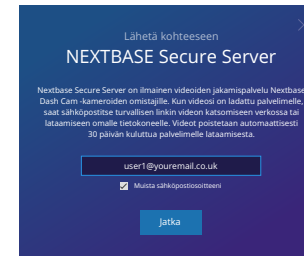 Lähetä kohteeseen
NEXTBASE Secure Server
Nextbase Secure Server on ilmainen videoiden jakamispalvelu Nextbase
Dash Cam -kameroiden omistajille. Kun videosi on ladattu palvelimelle,
saat sähköpostitse turvallisen linkin videon katsomiseen verkossa tai
lataamiseen omalle tietokoneelle. Videot poistetaan automaattisesti
30 päivän kuluttua palvelimelle lataamisesta.
user1@youremail.co.uk
Muista sähköpostiosoitteeni
Jatka